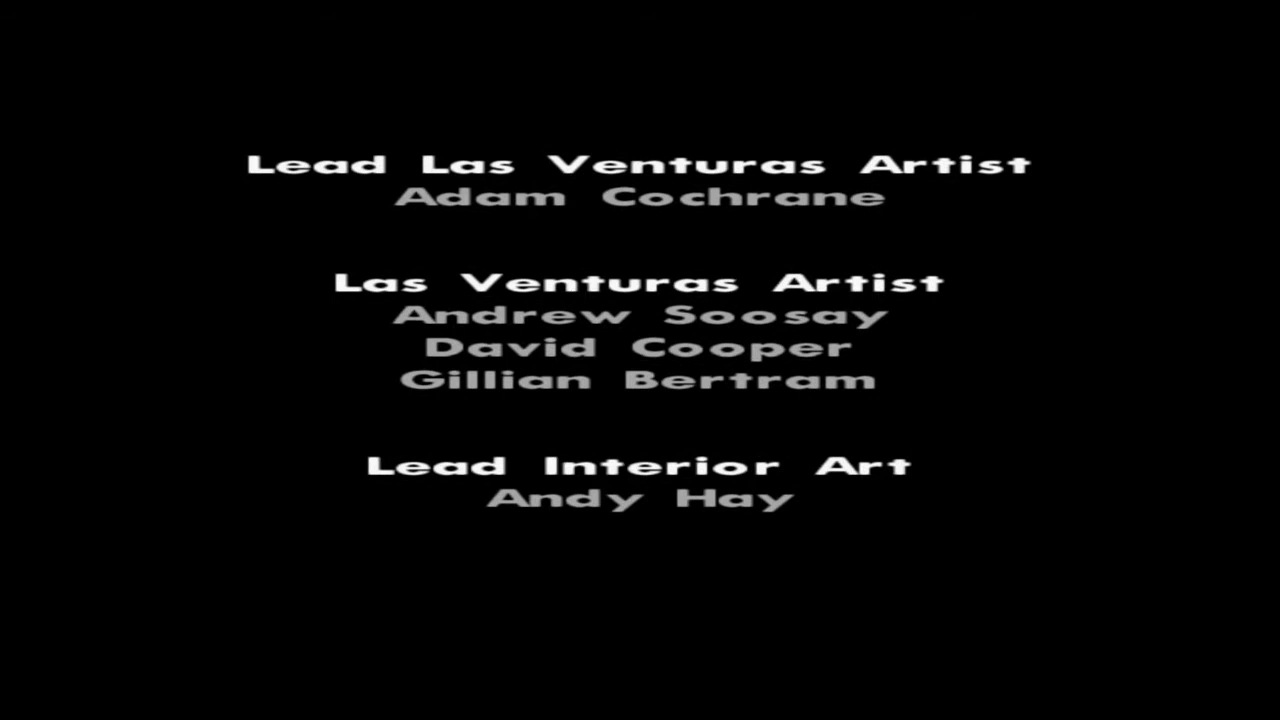 Lead Las Venturas Artist
Adam Cochrane
Las Venturas Artist
Andrew Soosay
David Cooper
Gillian Bertram
Lead Interior Art
Andy Hay